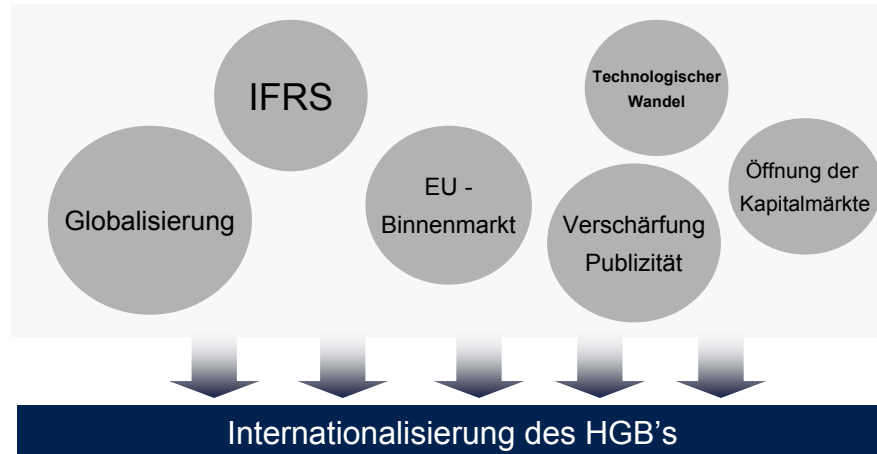 IFRS
Technologischer
Wandel
Globalisierung
EU -
Binnenmarkt
Verschärfung
Publizität
Öffnung der
Kapitalmärkte
Internationalisierung des HGB’s